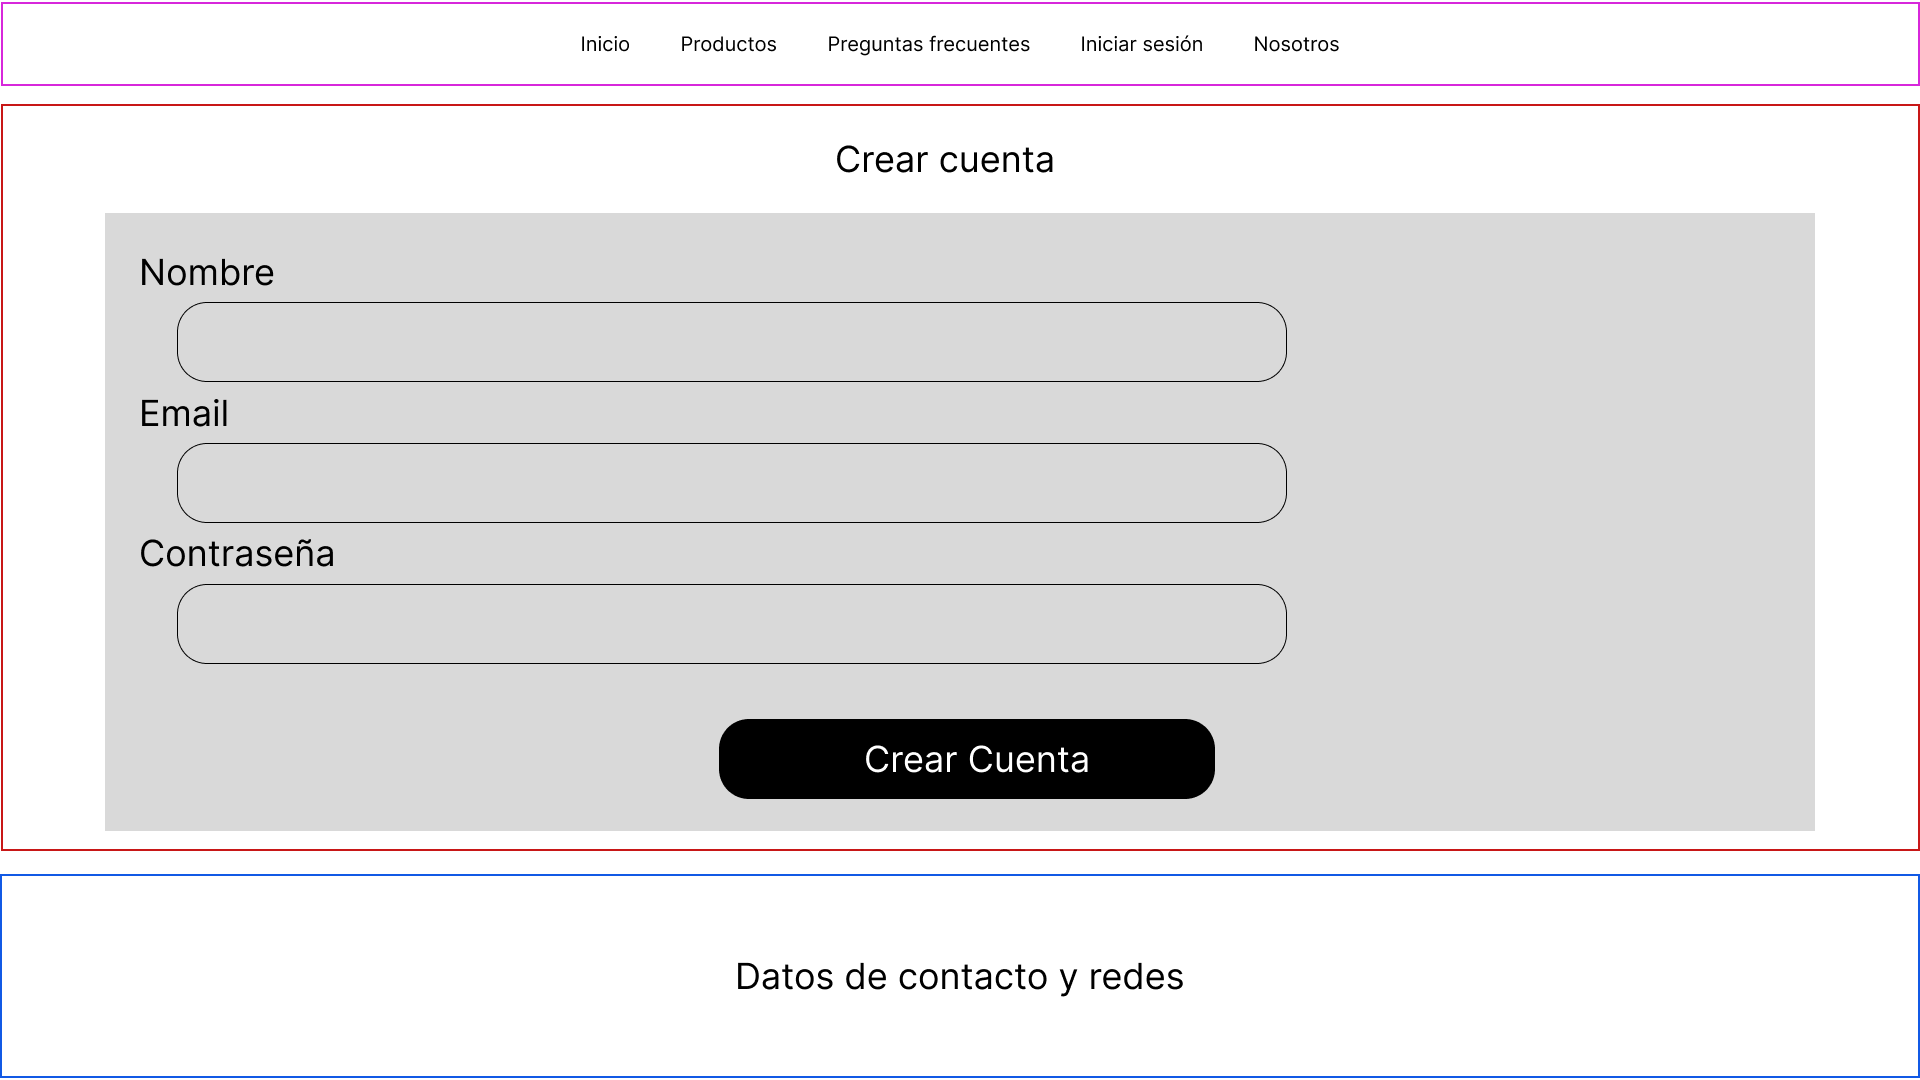 Inicio Productos Preguntas frecuentes Iniciar sesión Nosotros
Crear cuenta
Nombre
Email
Contraseña
Crear Cuenta
Datos de contacto y redes